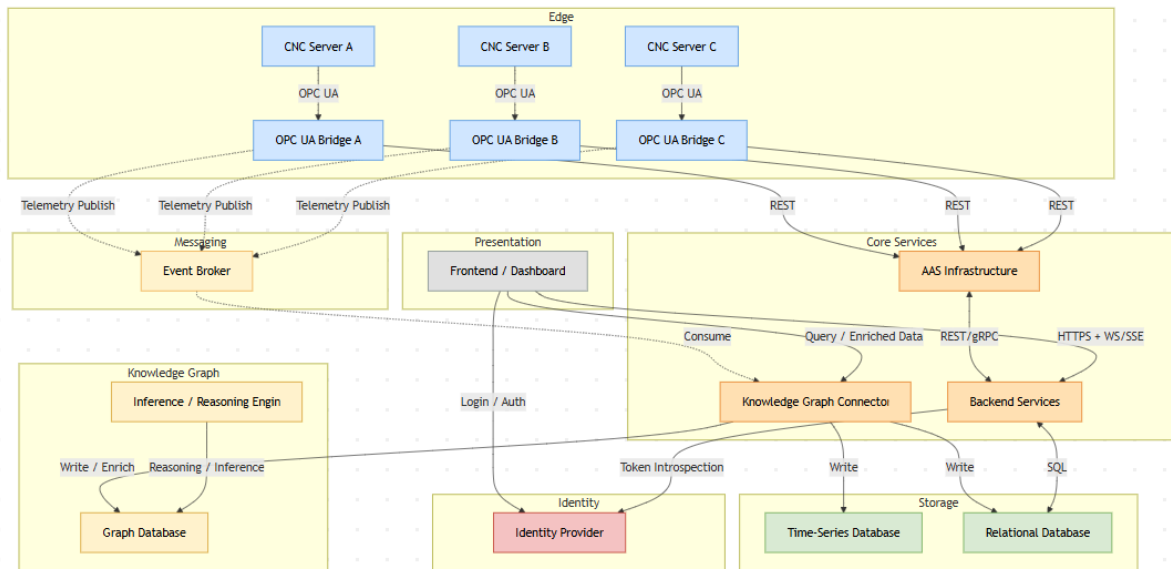 Edge
CNC Server A
CNC Server B
CNC Server C
OPC UA
OPC UA
OPC UA
OPC UA Bridge A
OPC UA Bridge B
OPC UA Bridge C
Telemetry Publish
Telemetry Publish
Telemetry Publish
REST
REST
REST
Messaging
Presentation
Core Services
Event Broker
Frontend / Dashboard
AAS Infrastructure
Consume
Query / Enriched Data
REST/gRPC
HTTPS + WS/SSE
Knowledge Graph
Inference / Reasoning Engin
Login / Auth
Knowledge Graph Connector
Backend Services
Write / Enrich
Reasoning / Inference
Token Introspection
Write
Write
SQL
Identity
Storage
Graph Database
Identity Provider
Time-Series Database
Relational Database